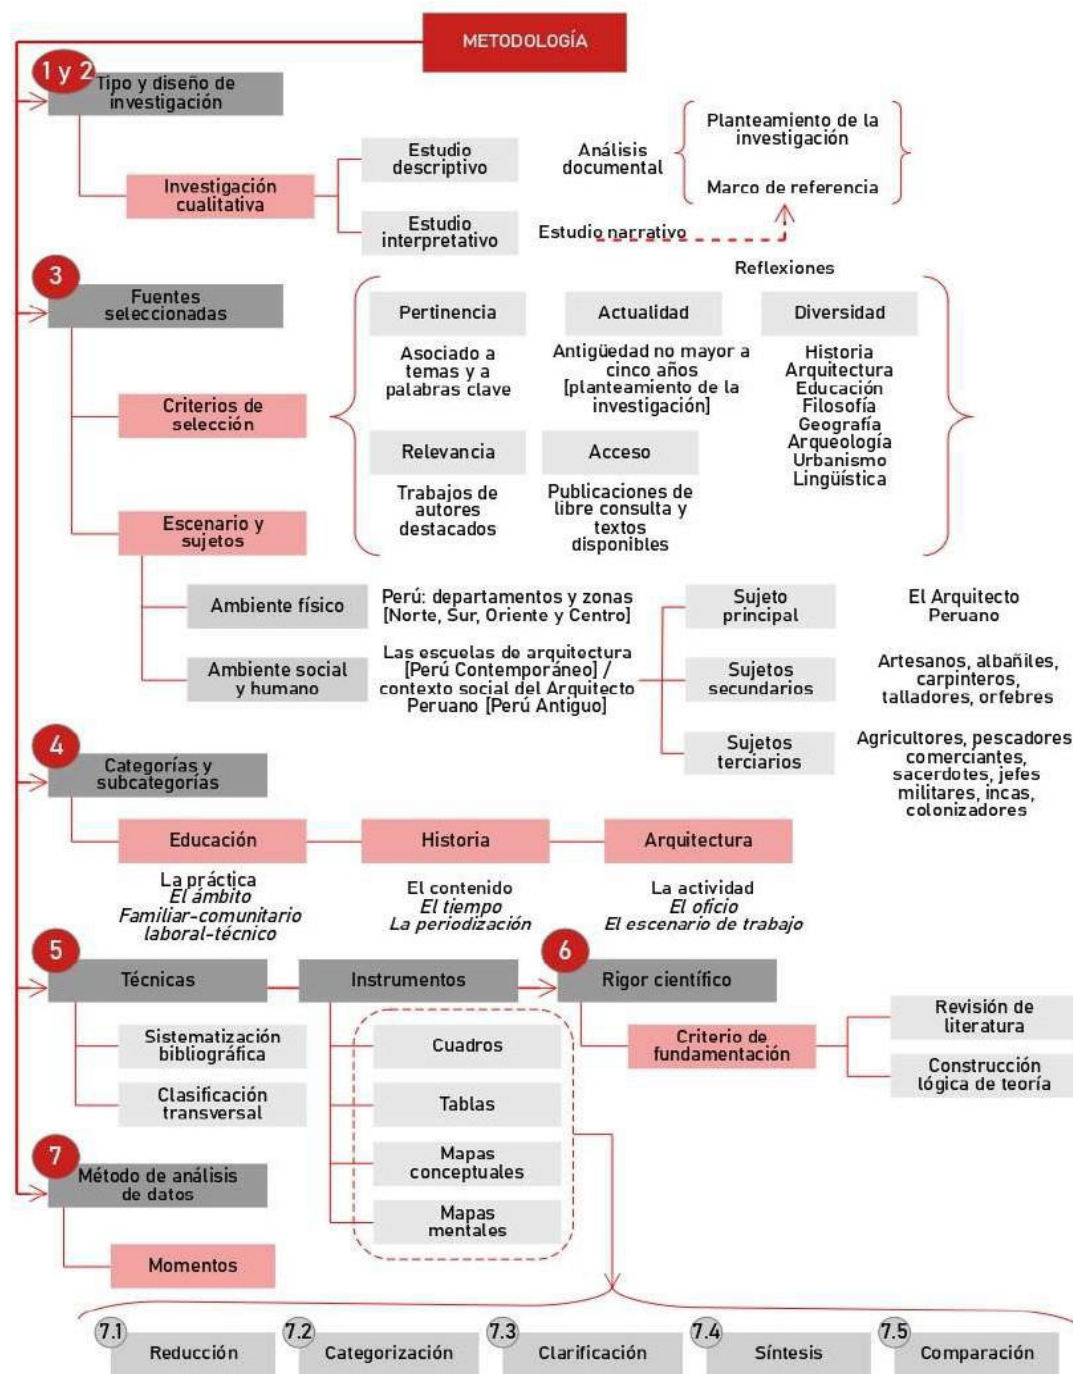 METODOLOGÍA
1 y 2
Tipo y diseño de
investigación
Investigación
cualitativa
Estudio
descriptivo
Estudio
interpretativo
Análisis
documental
Planteamiento de la
investigación
Marco de referencia
Estudio narrativo
Reflexiones
3
Fuentes
seleccionadas
Criterios de
selección
Pertinencia
Asociado a
temas y a
palabras clave
Actualidad
Antigüedad no mayor a
cinco años
[planteamiento de la
investigación]
Diversidad
Historia
Arquitectura
Educación
Filosofía
Geografía
Arqueología
Urbanismo
Lingüística
Relevancia
Trabajos de
autores
destacados
Acceso
Publicaciones de
libre consulta y
textos
disponibles
Escenario y
sujetos
Ambiente físico
Perú: departamentos y zonas
[Norte, Sur, Oriente y Centro]
Ambiente social
y humano
Las escuelas de arquitectura
[Perú Contemporáneo] /
contexto social del Arquitecto
Peruano [Perú Antiguo]
Sujeto
principal
El Arquitecto
Peruano
Sujetos
secundarios
Artesanos, albañiles,
carpinteros,
talladores, orfebres
Sujetos
terciarios
Agricultores, pescadores
comerciantes,
sacerdotes, jefes
militares, incas,
colonizadores
4
Categorías y
subcategorías
Educación
La práctica
El ámbito
Familiar-comunitario
laboral-técnico
Historia
El contenido
El tiempo
La periodización
Arquitectura
La actividad
El oficio
El escenario de trabajo
5
Técnicas
Sistematización
bibliográfica
Clasificación
transversal
Instrumentos
Cuadros
Tablas
Mapas
conceptuales
Mapas
mentales
6
Rigor científico
Criterio de
fundamentación
Revisión de
literatura
Construcción
lógica de teoría
7
Método de análisis
de datos
Momentos
7.1
Reducción
7.2
Categorización
7.3
Clarificación
7.4
Síntesis
7.5
Comparación